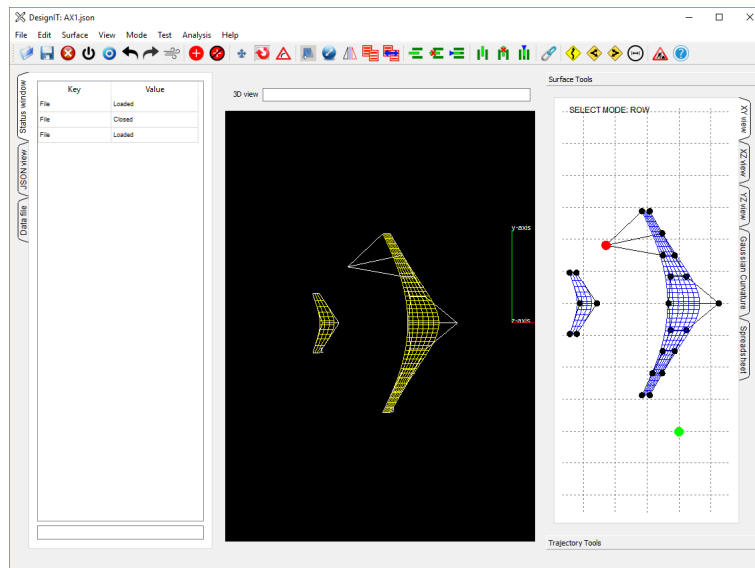 DesignIT: AX1.json
File Edit Surface View Mode Test Analysis Help
Status window
JSON view
Data file
Key Value
File Loaded
File Closed
File Loaded
3D view
y-axis
z-axis
Surface Tools
SELECT MODE: ROW
XY view
XZ view
YZ view
Gaussian Curvature
Spreadsheet
Trajectory Tools